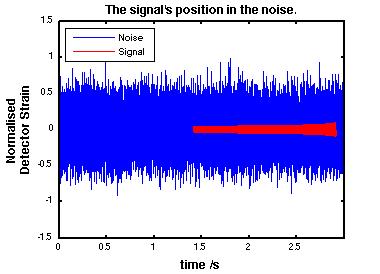 The signal's position in the noise.
1.5
Noise
Signal
1
0.5
0
-0.5
-1
-1.5
Normalised
Detector Strain
0 0.5 1 1.5 2 2.5
time /s